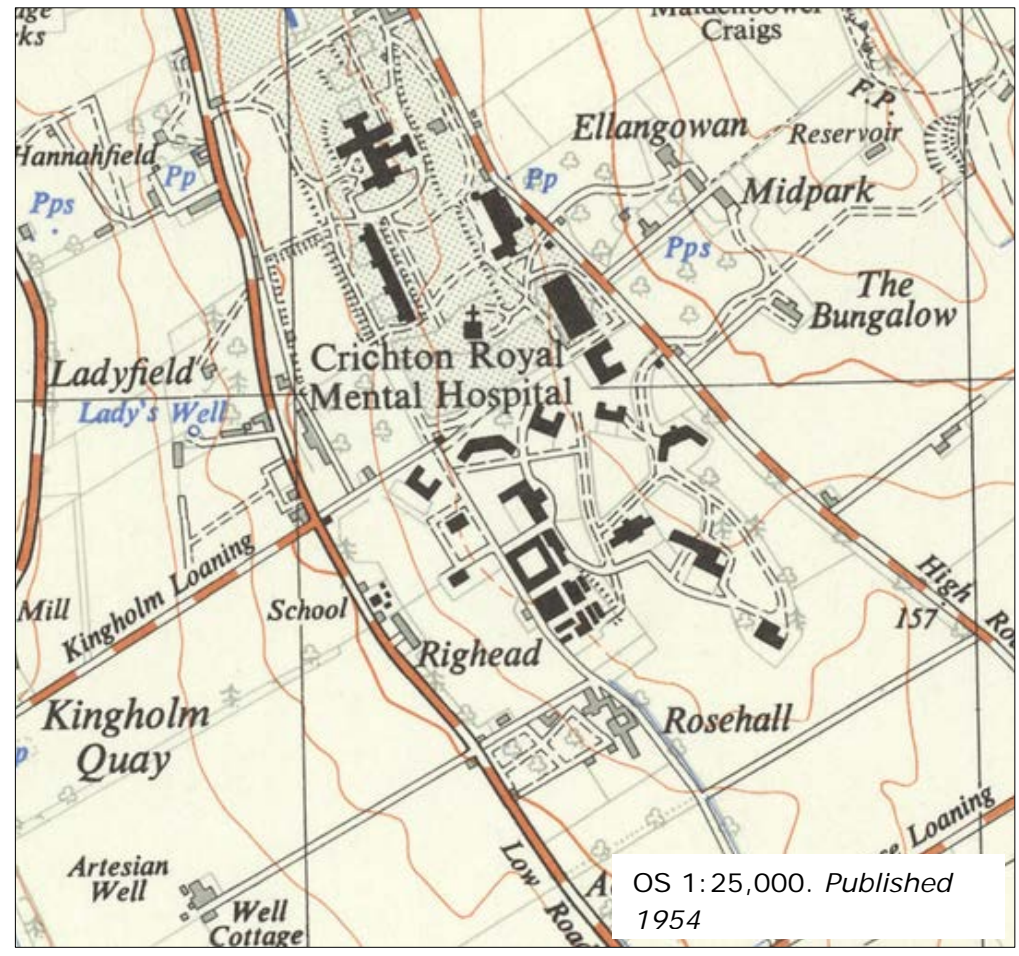 ks
Craigs
F.P.
Ellangowan
Reservoir
Hannahfield
Pp
Pp
Midpark
Pps
Pps
The
Bungalow
Crichton Royal
Mental Hospital
Ladyfield
Lady's Well
Kingholm Loaning
High
Mill
School
157
Righead
Kingholm
Quay
Rosehall
Loaning
Artesian
Well
Low
Road
Well
Cottage
OS 1:25,000. Published
1954